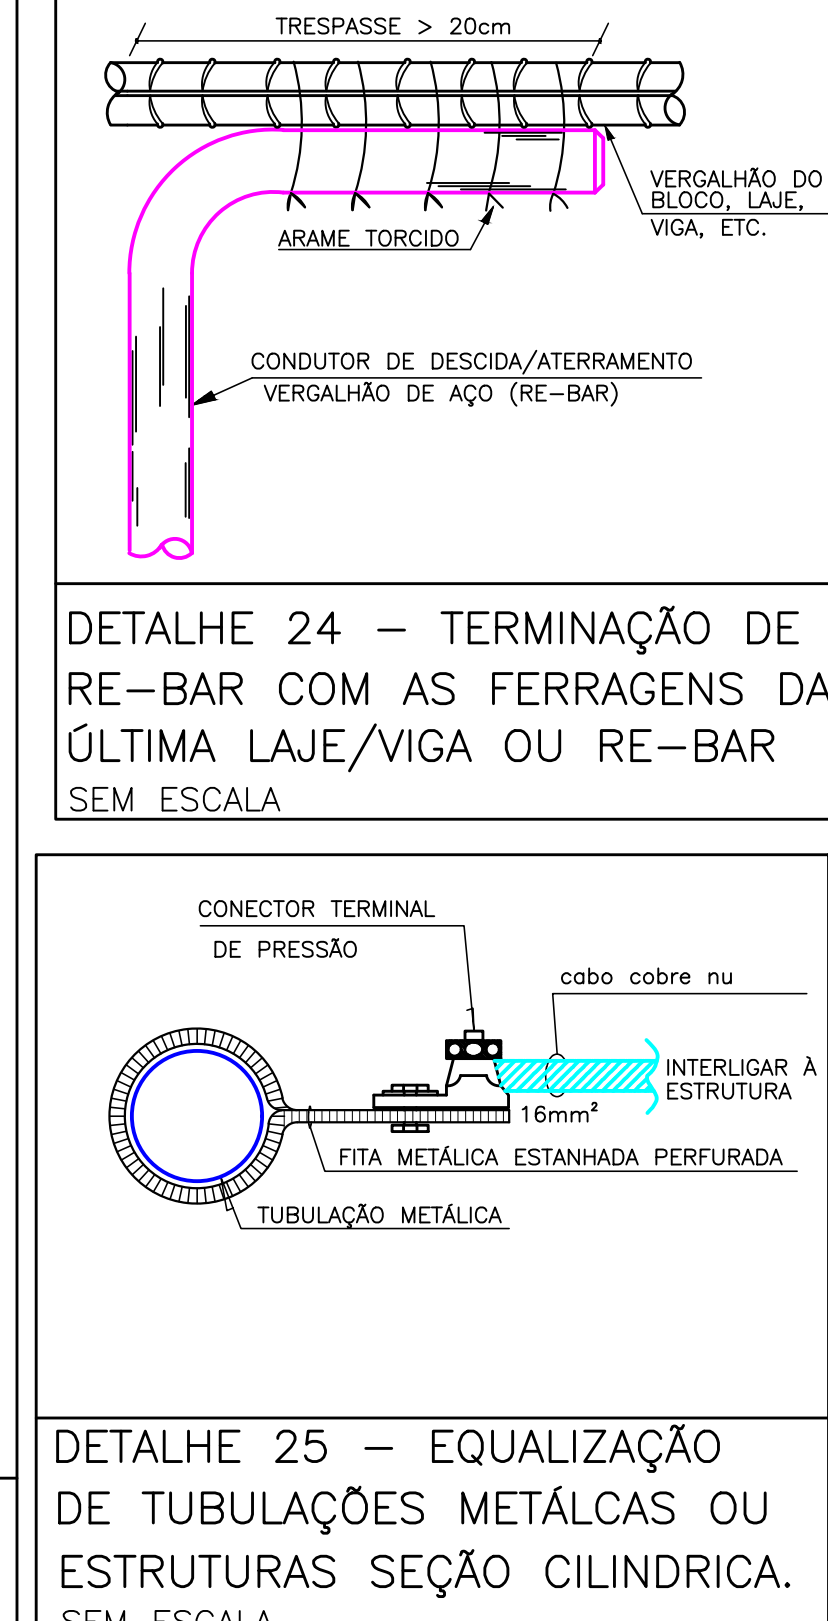 TRESPASSE > 20cm
VERGALHÃO DO
BLOCO, LAJE,
VIGA, ETC.
ARAME TORCIDO
CONDUTOR DE DESCIDA/ATERRAMENTO
VERGALHÃO DE AÇO (RE-BAR)
DETALHE 24 - TERMINAÇÃO DE
RE-BAR COM AS FERRAGENS DA
ÚLTIMA LAJE/VIGA OU RE-BAR
SEM ESCALA
CONECTOR TERMINAL
DE PRESSÃO
cabo cobre nu
INTERLIGAR À
ESTRUTURA
16mm²
FITA METÁLICA ESTANHADA PERFURADA
TUBULAÇÃO METÁLICA
DETALHE 25 - EQUALIZAÇÃO
DE TUBULAÇÕES METÁLCAS OU
ESTRUTURAS SEÇÃO CILINDRICA.
SEM ESCALA